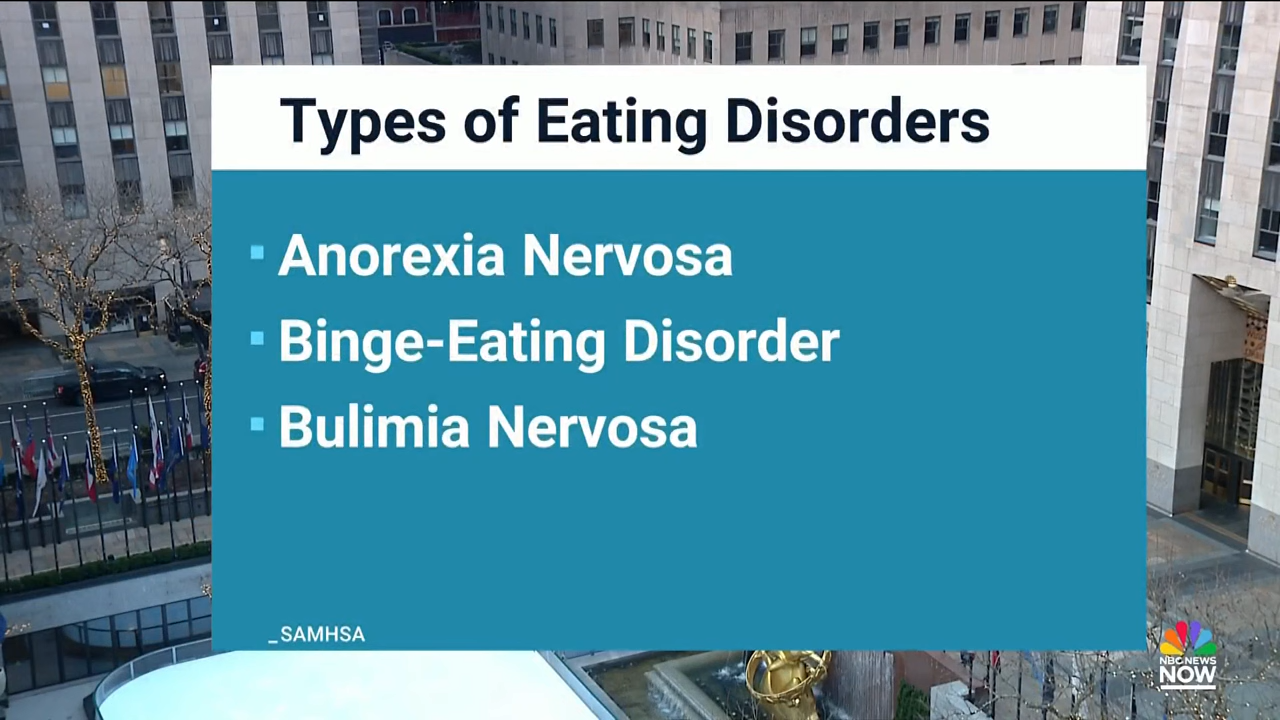 Types of Eating Disorders
Anorexia Nervosa
Binge-Eating Disorder
Bulimia Nervosa
_SAMHSA
NBC NEWS
NOW